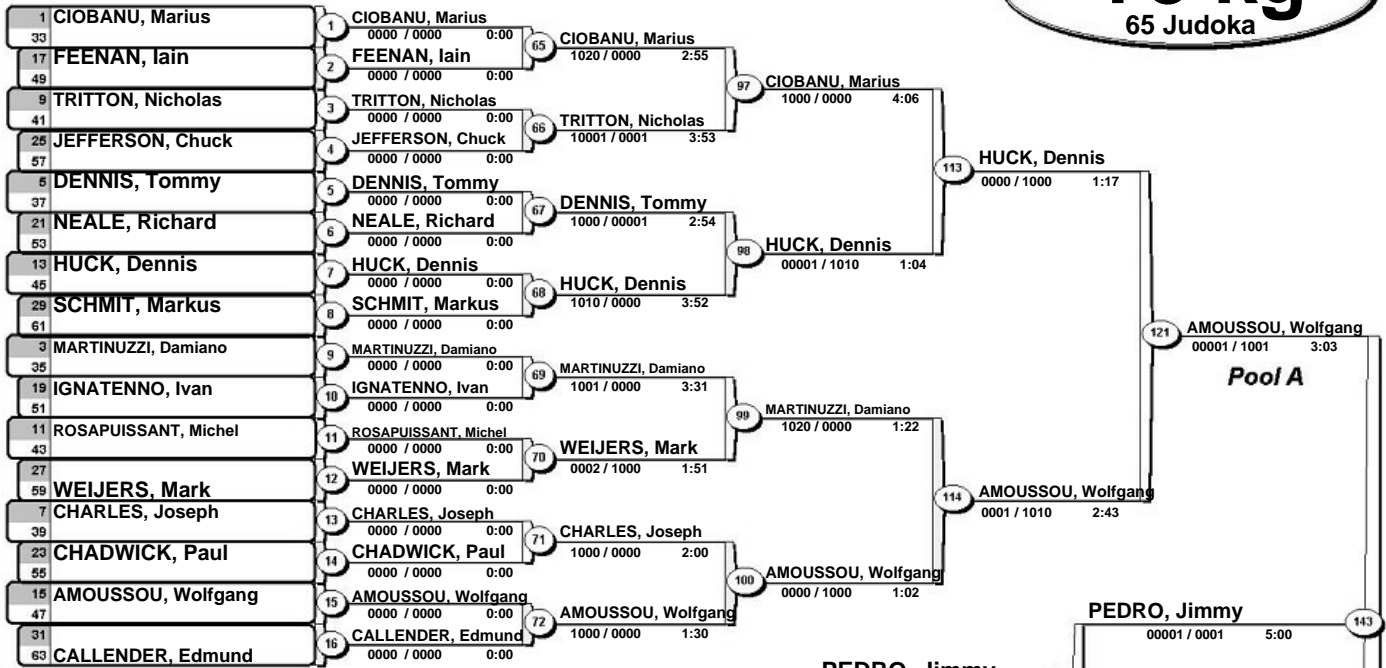 kg
65 Judoka
1 CIOBANU, Marius
33
17 FEENAN, Iain
49
9 TRITTON, Nicholas
41
25 JEFFERSON, Chuck
57
5 DENNIS, Tommy
37
21 NEALE, Richard
53
13 HUCK, Dennis
45
29 SCHMIT, Markus
61
3 MARTINUZZI, Damiano
35
19 IGNATENNO, Ivan
51
11 ROSAPUISSANT, Michel
43
27
59 WEIJERS, Mark
7 CHARLES, Joseph
39
23 CHADWICK, Paul
55
15 AMOUSSOU, Wolfgang
47
31
63 CALLENDER, Edmund
1 CIOBANU, Marius
0000 / 0000 0:00
2 FEENAN, Iain
0000 / 0000 0:00
3 TRITTON, Nicholas
0000 / 0000 0:00
4 JEFFERSON, Chuck
0000 / 0000 0:00
5 DENNIS, Tommy
0000 / 0000 0:00
6 NEALE, Richard
0000 / 0000 0:00
7 HUCK, Dennis
0000 / 0000 0:00
8 SCHMIT, Markus
0000 / 0000 0:00
9 MARTINUZZI, Damiano
0000 / 0000 0:00
10 IGNATENNO, Ivan
0000 / 0000 0:00
11 ROSAPUISSANT, Michel
0000 / 0000 0:00
12 WEIJERS, Mark
0000 / 0000 0:00
13 CHARLES, Joseph
0000 / 0000 0:00
14 CHADWICK, Paul
0000 / 0000 0:00
15 AMOUSSOU, Wolfgang
0000 / 0000 0:00
16 CALLENDER, Edmund
0000 / 0000 0:00
65 CIOBANU, Marius
1020 / 0000 2:55
66 TRITTON, Nicholas
10001 / 0001 3:53
67 DENNIS, Tommy
1000 / 00001 2:54
68 HUCK, Dennis
1010 / 0000 3:52
69 MARTINUZZI, Damiano
1001 / 0000 3:31
70 WEIJERS, Mark
0002 / 1000 1:51
71 CHARLES, Joseph
1000 / 0000 2:00
72 AMOUSSOU, Wolfgang
1000 / 0000 1:30
97 CIOBANU, Marius
1000 / 0000 4:06
98 HUCK, Dennis
00001 / 1010 1:04
99 MARTINUZZI, Damiano
1020 / 0000 1:22
100 AMOUSSOU, Wolfgang
0000 / 1000 1:02
113 HUCK, Dennis
0000 / 1000 1:17
114 AMOUSSOU, Wolfgang
0001 / 1010 2:43
121 AMOUSSOU, Wolfgang
00001 / 1001 3:03
Pool A
PEDRO, Jimmy
00001 / 0001 5:00
143
PEDRO, Jimmy